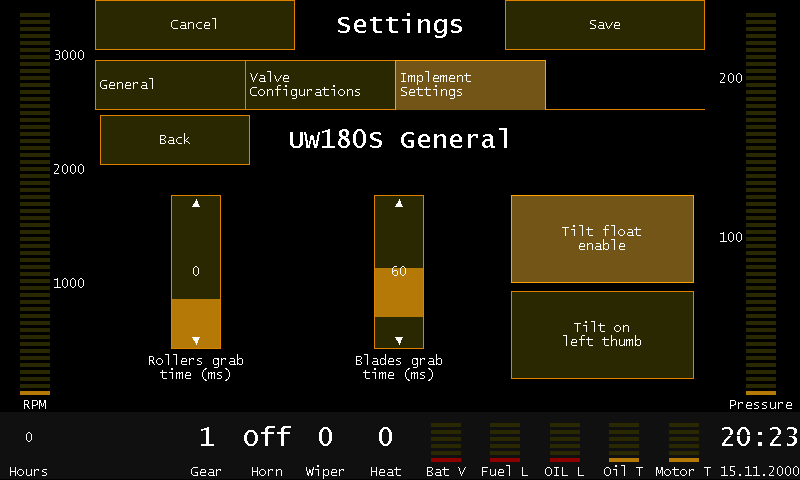 Cancel
Settings
Save
3000
200
General
Valve
Configurations
Implement
Settings
Back
UW180S General
2000
▲
▲
Tilt float
enable
100
0
60
1000
Tilt on
left thumb
▼
▼
Rollers grab
time (ms)
Blades grab
time (ms)
RPM
Pressure
0
1
off
0
0
20:23
Hours
Gear
Horn
Wiper
Heat
Bat V
Fuel L
OIL L
Oil T
Motor T
15.11.2000